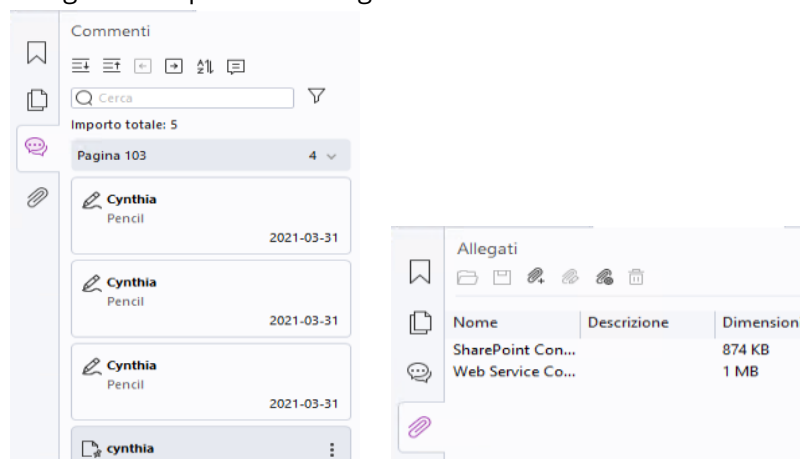 Commenti
Cerca
Importo totale: 5
Pagina 103 4
Cynthia
Pencil
2021-03-31
Cynthia
Pencil
2021-03-31
Cynthia
Pencil
2021-03-31
cynthia
Allegati
Nome Descrizione Dimension
SharePoint Con... 874 KB
Web Service Co... 1 MB